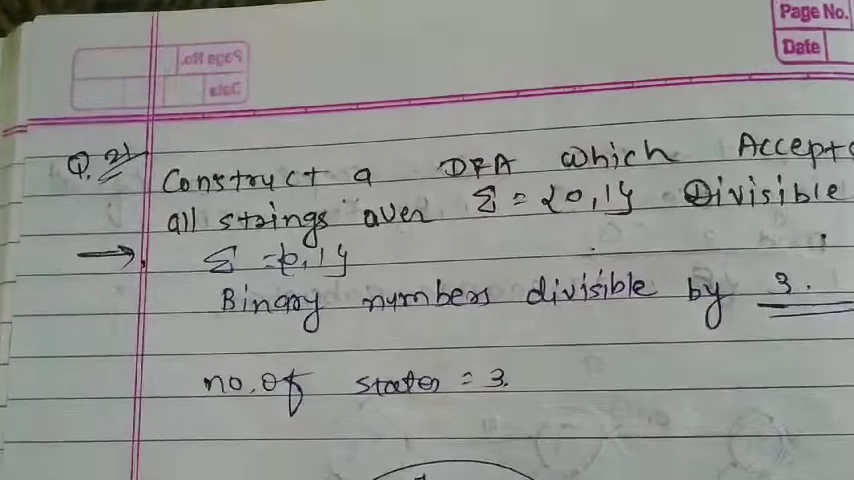 Page No.
Date
Q.2)
Construct a DFA which Accepts
all strings over Σ = {0,1} Divisible
→ Σ = {0,1}
Binary numbers divisible by 3.
no. of states = 3.